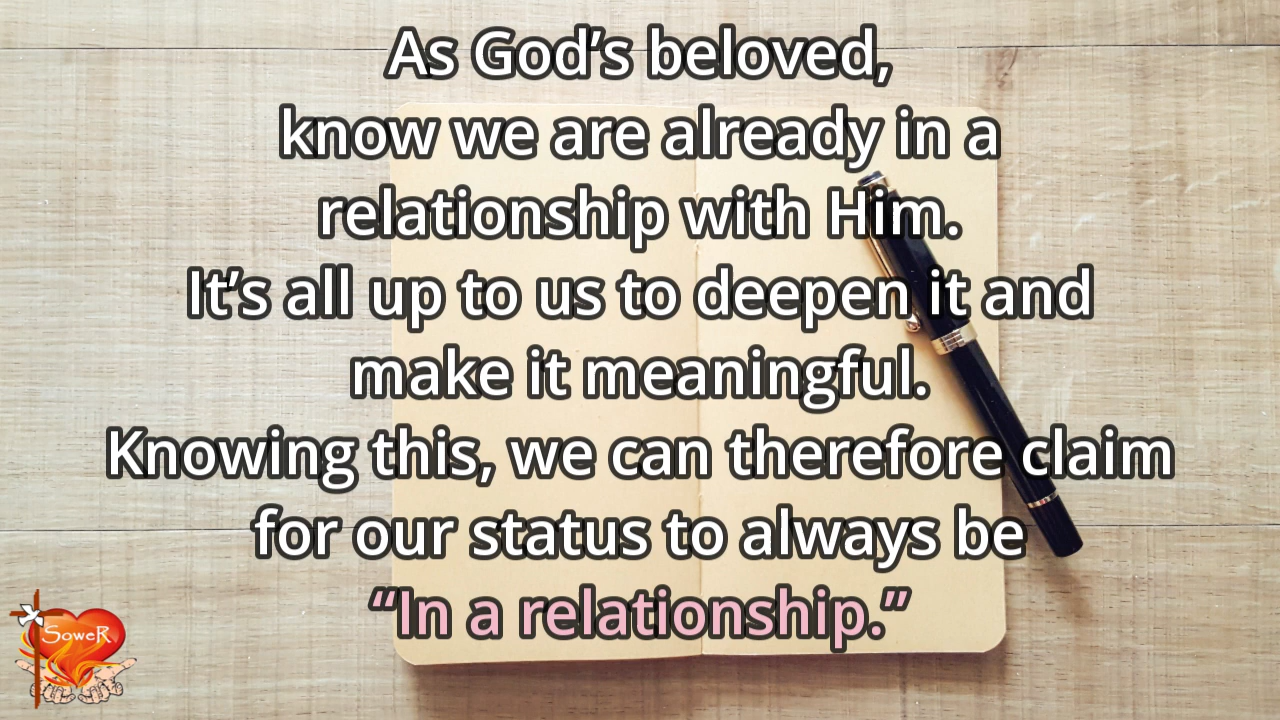 As God’s beloved,
know we are already in a
relationship with Him.
It’s all up to us to deepen it and
make it meaningful.
Knowing this, we can therefore claim
for our status to always be
“In a relationship.”
SoweR